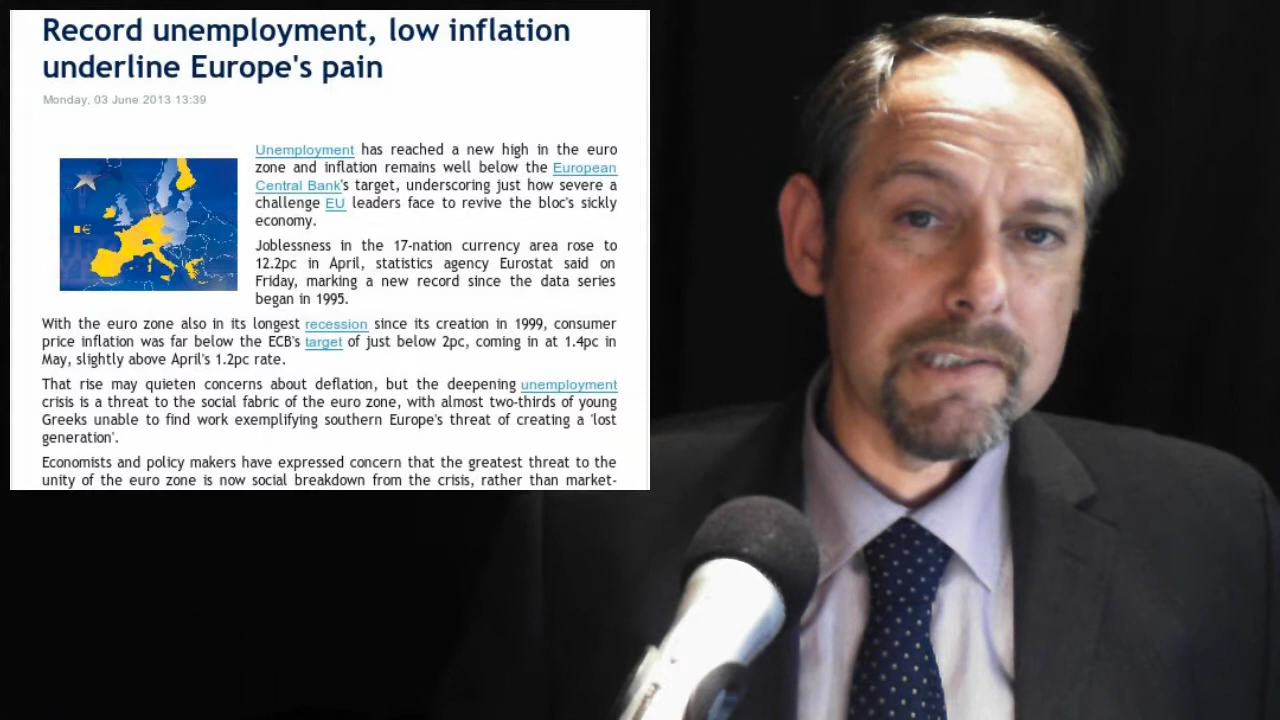 Record unemployment, low inflation
underline Europe's pain
Monday, 03 June 2013 13:39
Unemployment has reached a new high in the euro
zone and inflation remains well below the European
Central Bank's target, underscoring just how severe a
challenge EU leaders face to revive the bloc's sickly
economy.
Joblessness in the 17-nation currency area rose to
12.2pc in April, statistics agency Eurostat said on
Friday, marking a new record since the data series
began in 1995.
With the euro zone also in its longest recession since its creation in 1999, consumer
price inflation was far below the ECB's target of just below 2pc, coming in at 1.4pc in
May, slightly above April's 1.2pc rate.
That rise may quieten concerns about deflation, but the deepening unemployment
crisis is a threat to the social fabric of the euro zone, with almost two-thirds of young
Greeks unable to find work exemplifying southern Europe's threat of creating a 'lost
generation'.
Economists and policy makers have expressed concern that the greatest threat to the
unity of the euro zone is now social breakdown from the crisis, rather than market-